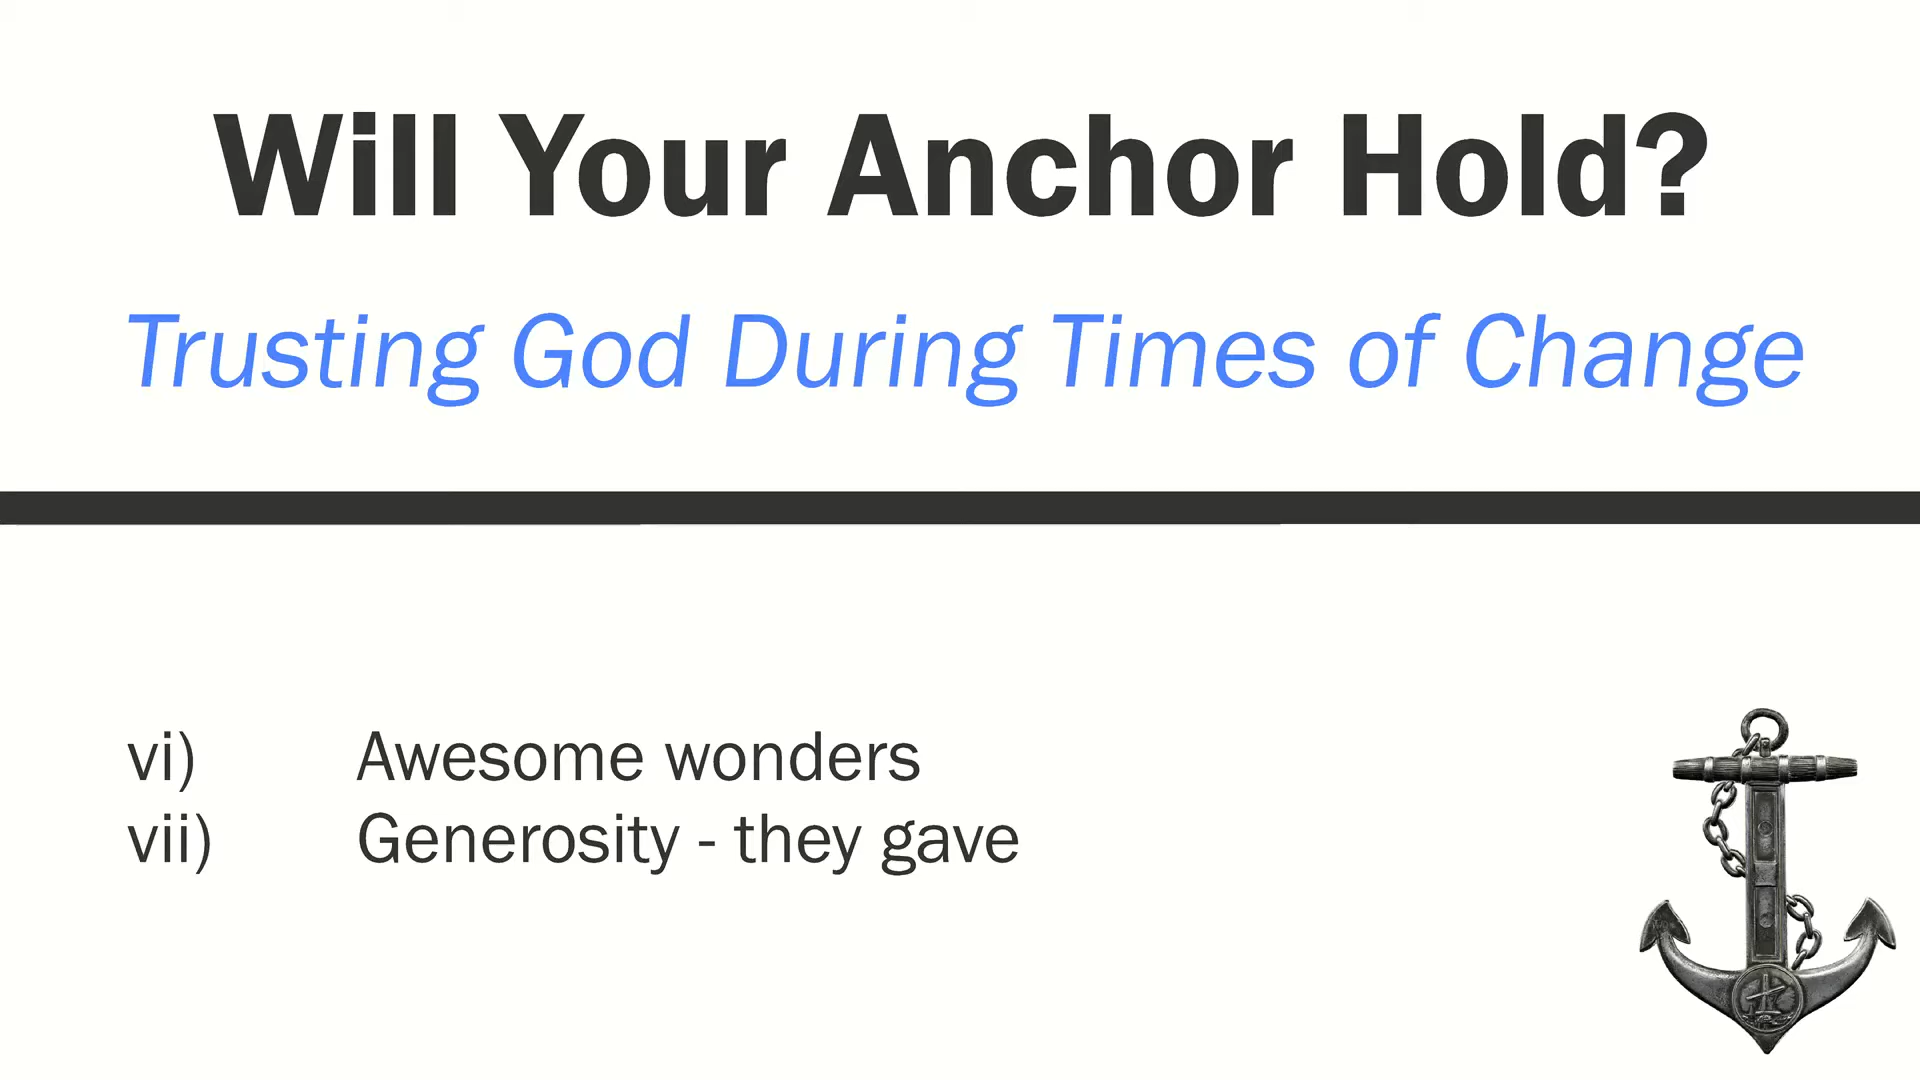 Will Your Anchor Hold?
Trusting God During Times of Change
vi) Awesome wonders
vii) Generosity - they gave